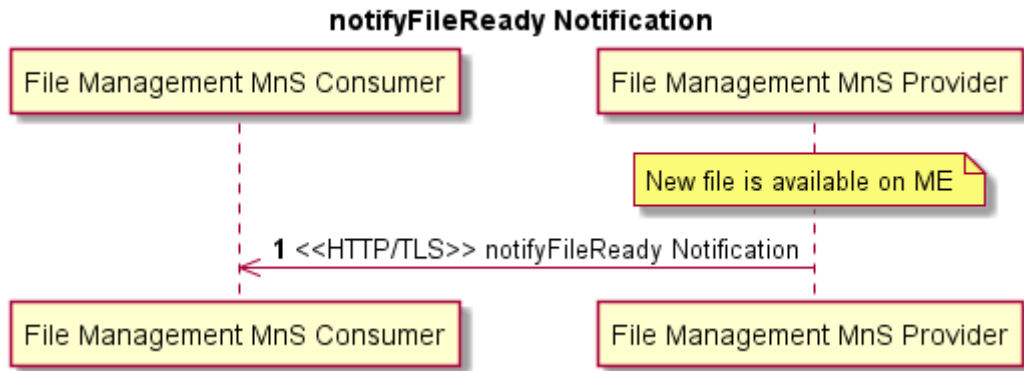 notifyFileReady Notification
File Management MnS Consumer
File Management MnS Provider
New file is available on ME
1 <<HTTP/TLS>> notifyFileReady Notification
File Management MnS Consumer
File Management MnS Provider